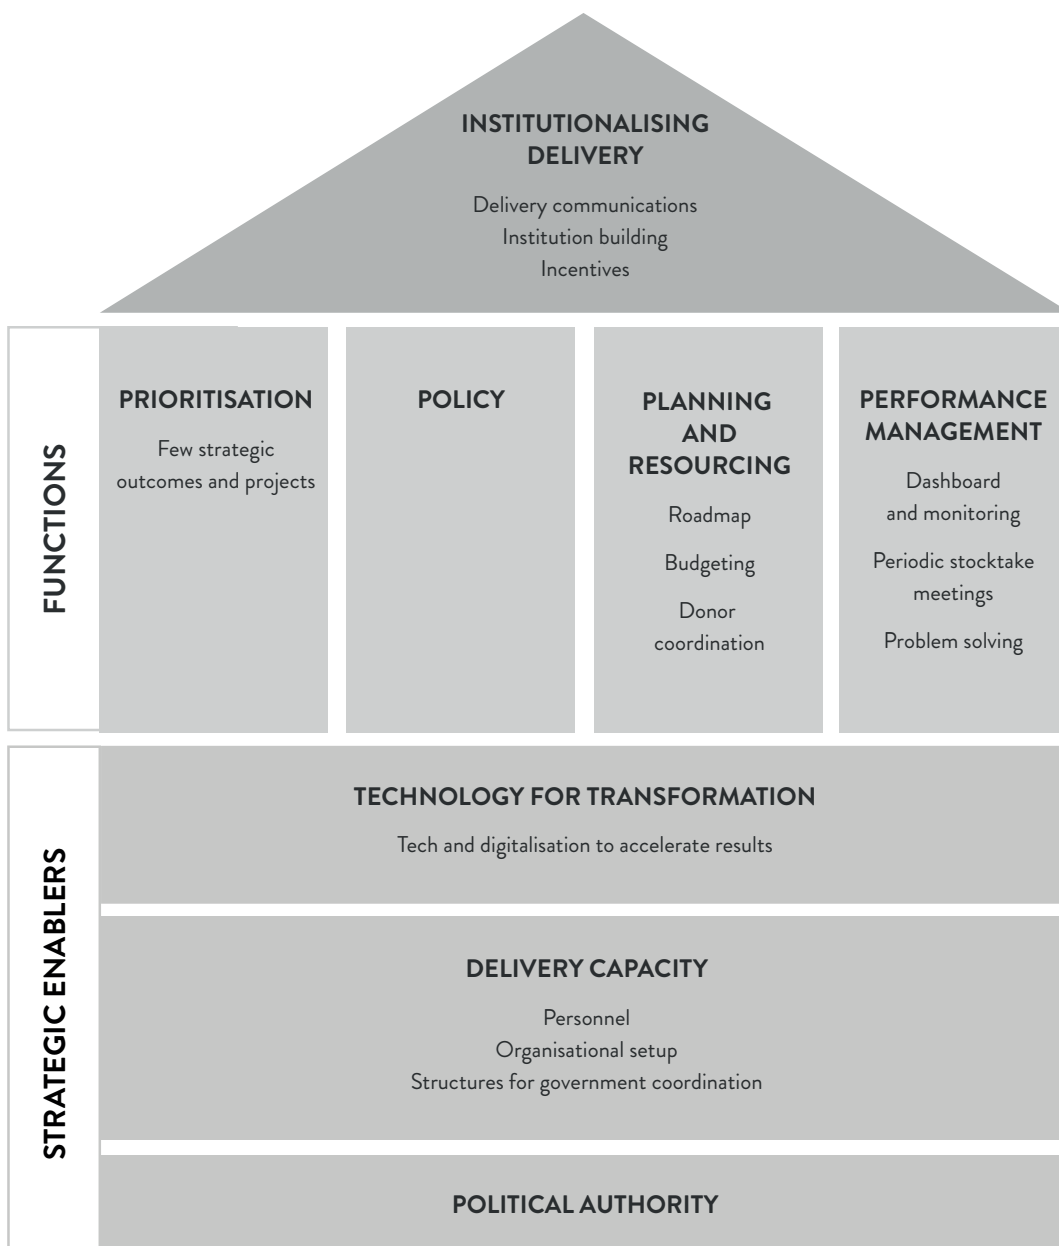 INSTITUTIONALISING
DELIVERY
Delivery communications
Institution building
Incentives
FUNCTIONS
PRIORITISATION
Few strategic
outcomes and projects
POLICY
PLANNING
AND
RESOURCING
Roadmap
Budgeting
Donor
coordination
PERFORMANCE
MANAGEMENT
Dashboard
and monitoring
Periodic stocktake
meetings
Problem solving
STRATEGIC ENABLERS
TECHNOLOGY FOR TRANSFORMATION
Tech and digitalisation to accelerate results
DELIVERY CAPACITY
Personnel
Organisational setup
Structures for government coordination
POLITICAL AUTHORITY